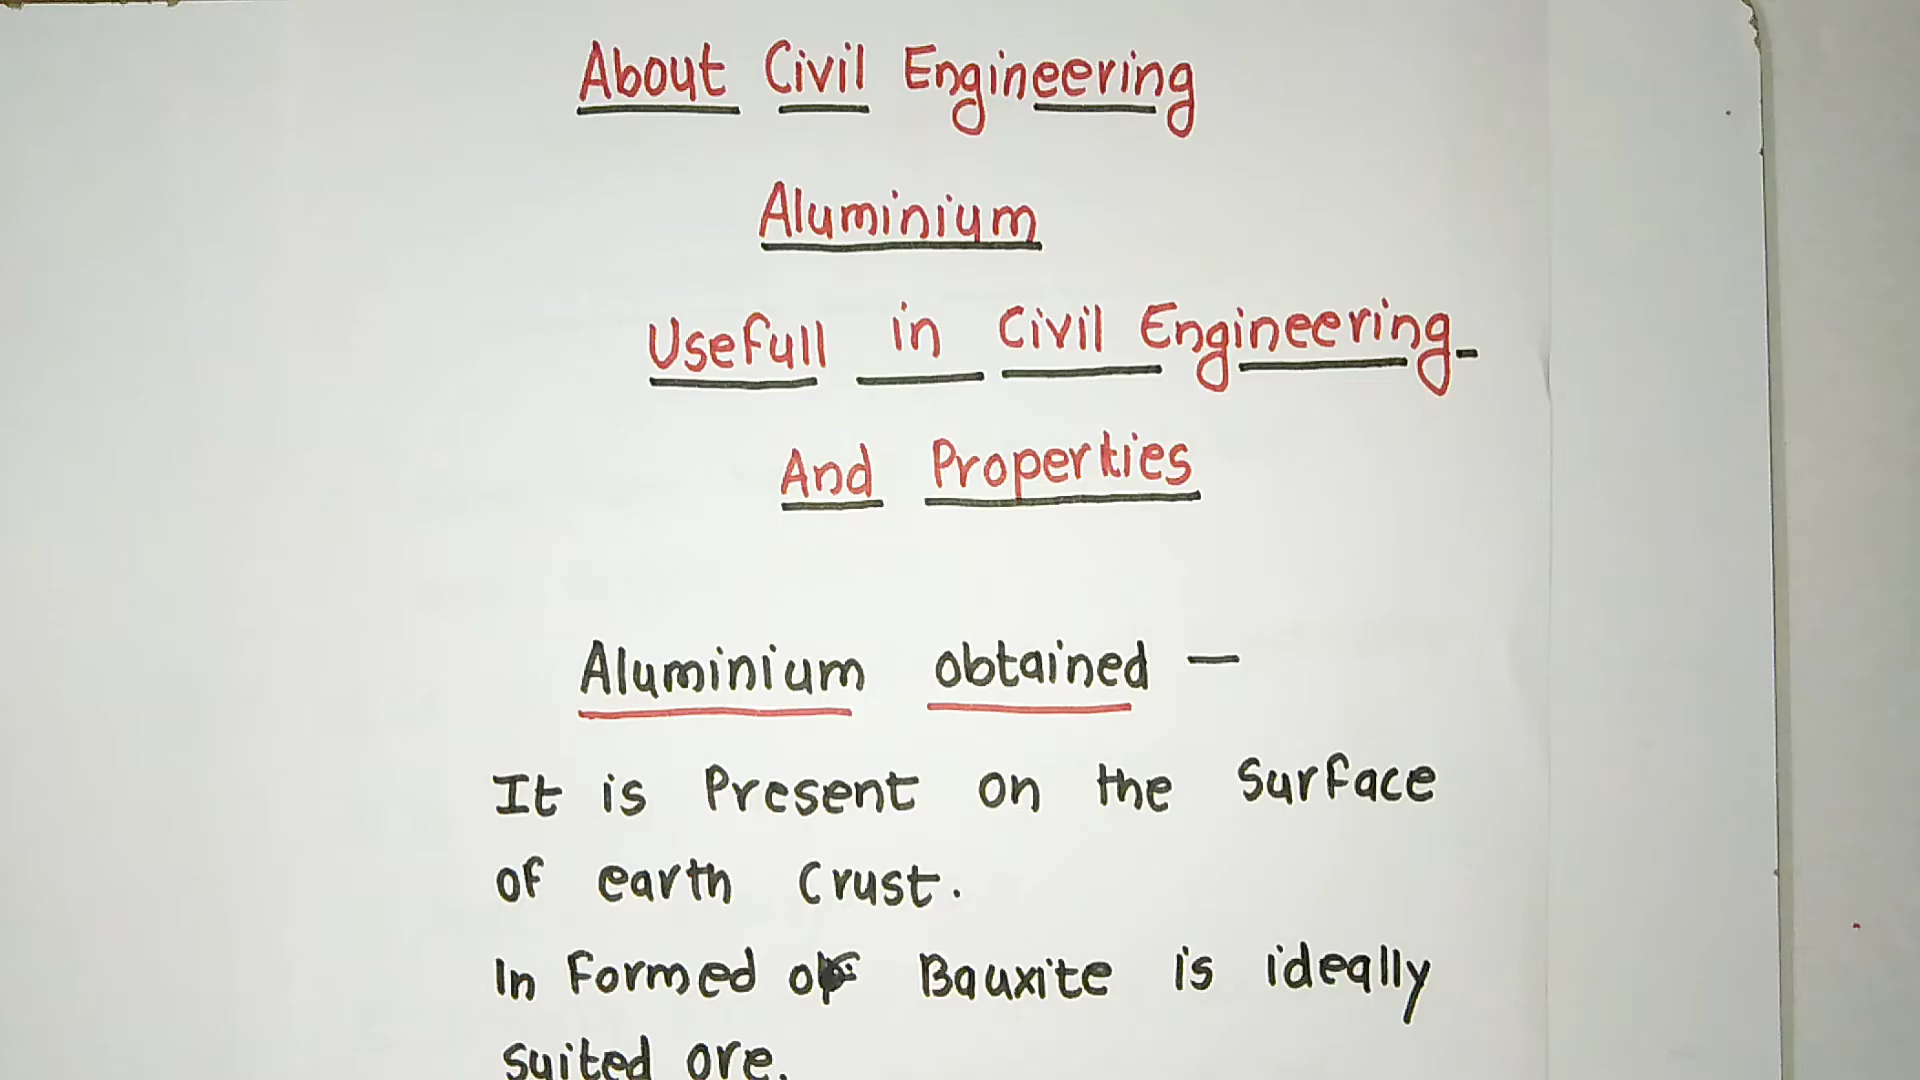 About Civil Engineering
Aluminium
Usefull in Civil Engineering-
And Properties
Aluminium obtained —
It is Present on the Surface
of earth Crust.
In Formed of Bauxite is ideally
suited ore.